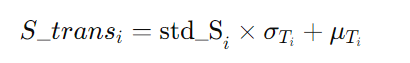 S_trans_i = std_S_i × σ_{T_i} + μ_{T_i}